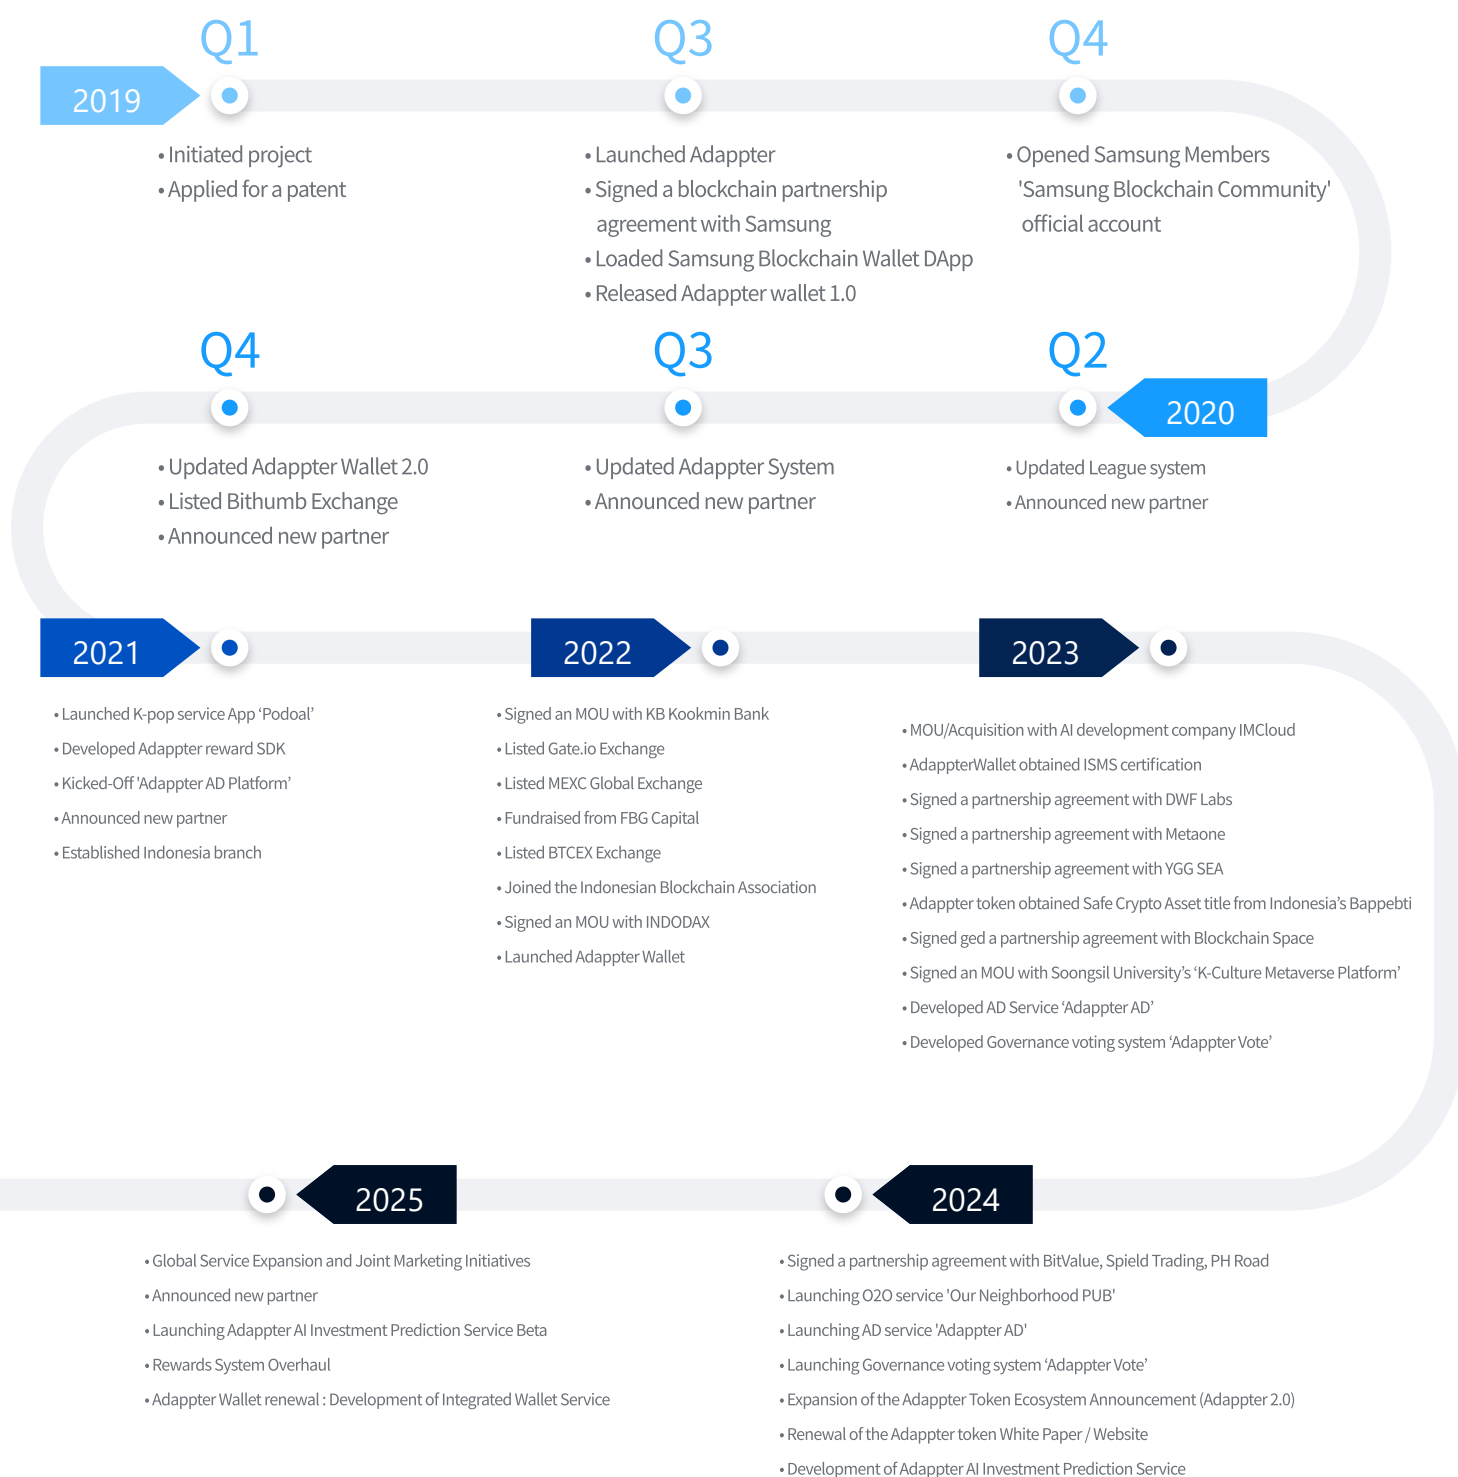 Q1
Q3
Q4
2019
• Initiated project
• Applied for a patent
• Launched Adappter
• Signed a blockchain partnership
agreement with Samsung
• Loaded Samsung Blockchain Wallet DApp
• Released Adappter wallet 1.0
• Opened Samsung Members
'Samsung Blockchain Community'
official account
Q4
Q3
Q2
2020
• Updated Adappter Wallet 2.0
• Listed Bithumb Exchange
• Announced new partner
• Updated Adappter System
• Announced new partner
• Updated League system
• Announced new partner
2021
• Launched K-pop service App ‘Podoal’
• Developed Adappter reward SDK
• Kicked-Off 'Adappter AD Platform’
• Announced new partner
• Established Indonesia branch
2022
• Signed an MOU with KB Kookmin Bank
• Listed Gate.io Exchange
• Listed MEXC Global Exchange
• Fundraised from FBG Capital
• Listed BTCEX Exchange
• Joined the Indonesian Blockchain Association
• Signed an MOU with INDODAX
• Launched Adappter Wallet
2023
• MOU/Acquisition with AI development company IMCloud
• AdappterWallet obtained ISMS certification
• Signed a partnership agreement with DWF Labs
• Signed a partnership agreement with Metaone
• Signed a partnership agreement with YGG SEA
• Adappter token obtained Safe Crypto Asset title from Indonesia’s Bappebti
• Signed ged a partnership agreement with Blockchain Space
• Signed an MOU with Soongsil University’s ‘K-Culture Metaverse Platform’
• Developed AD Service ‘Adappter AD’
• Developed Governance voting system ‘Adappter Vote’
2025
• Global Service Expansion and Joint Marketing Initiatives
• Announced new partner
• Launching Adappter AI Investment Prediction Service Beta
• Rewards System Overhaul
• Adappter Wallet renewal : Development of Integrated Wallet Service
2024
• Signed a partnership agreement with BitValue, Spield Trading, PH Road
• Launching O2O service 'Our Neighborhood PUB'
• Launching AD service 'Adappter AD'
• Launching Governance voting system ‘Adappter Vote’
• Expansion of the Adappter Token Ecosystem Announcement (Adappter 2.0)
• Renewal of the Adappter token White Paper / Website
• Development of Adappter AI Investment Prediction Service